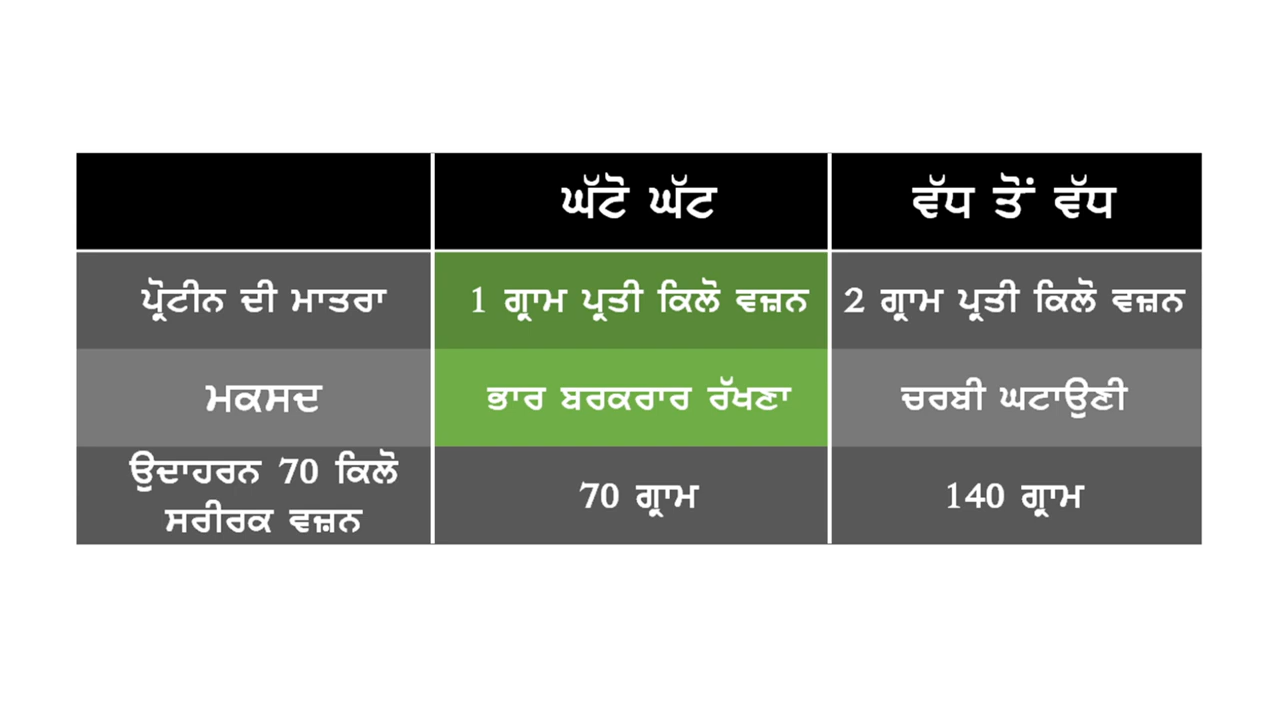 ਘੱਟੋ ਘੱਟ
ਵੱਧ ਤੋਂ ਵੱਧ
ਪ੍ਰੋਟੀਨ ਦੀ ਮਾਤਰਾ
1 ਗ੍ਰਾਮ ਪ੍ਰਤੀ ਕਿਲੋ ਵਜ਼ਨ
2 ਗ੍ਰਾਮ ਪ੍ਰਤੀ ਕਿਲੋ ਵਜ਼ਨ
ਮਕਸਦ
ਭਾਰ ਬਰਕਰਾਰ ਰੱਖਣਾ
ਚਰਬੀ ਘਟਾਉਣੀ
ਉਦਾਹਰਨ 70 ਕਿਲੋ
ਸਰੀਰਕ ਵਜ਼ਨ
70 ਗ੍ਰਾਮ
140 ਗ੍ਰਾਮ